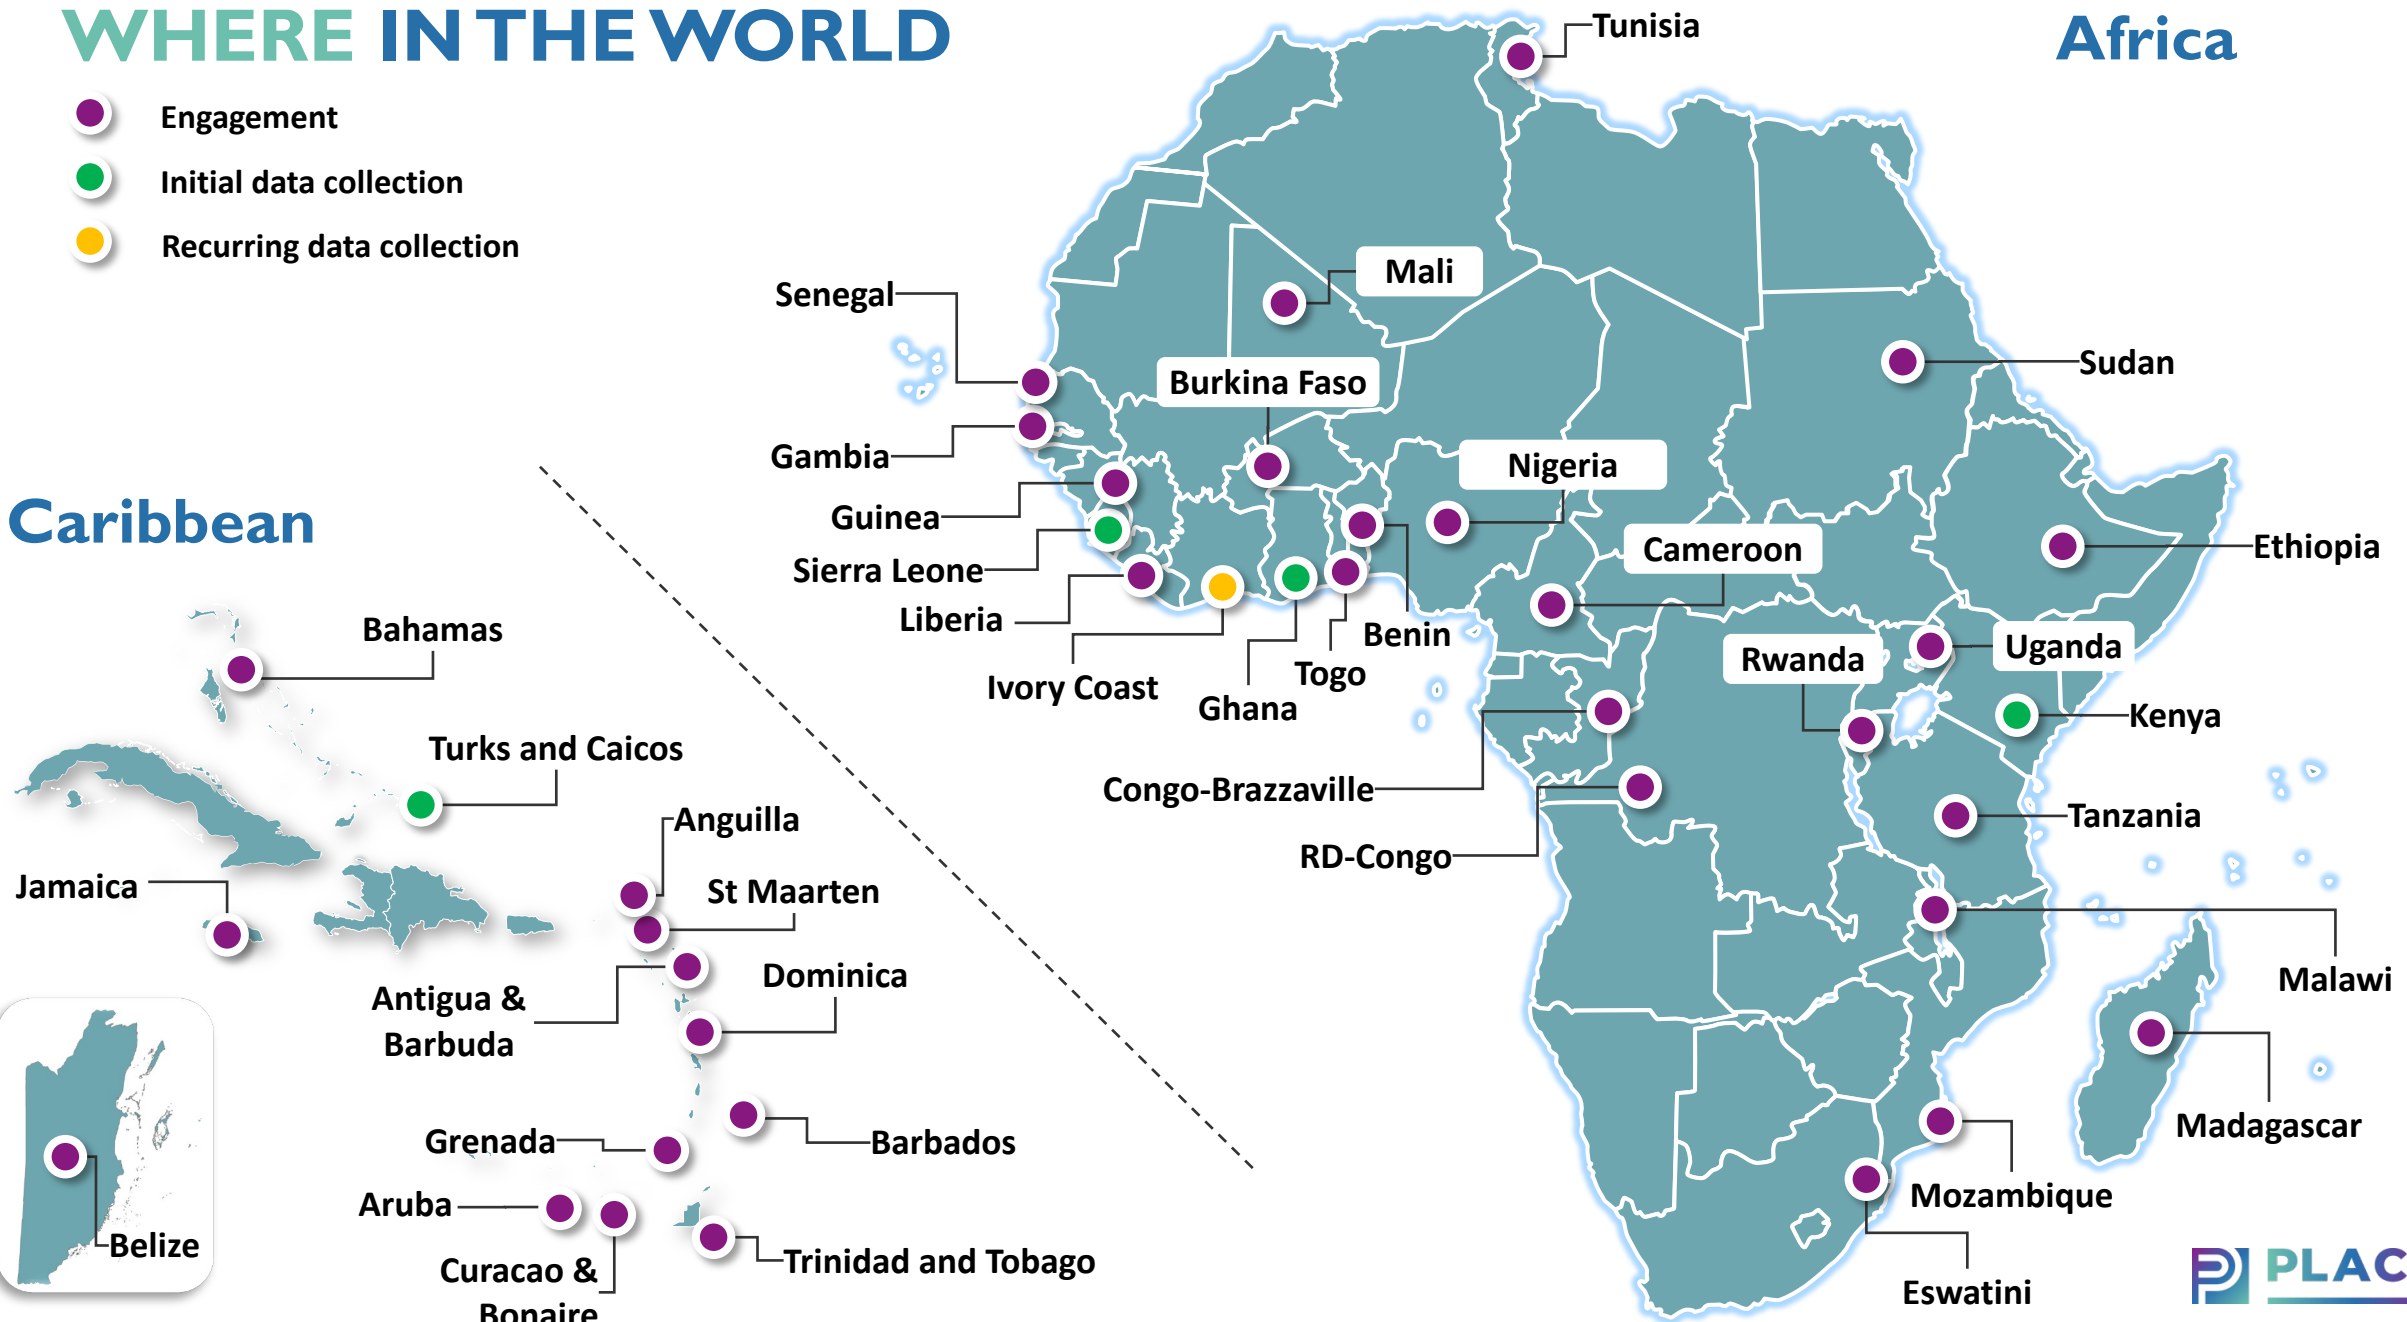 WHERE IN THE WORLD
Engagement
Initial data collection
Recurring data collection
Africa
Tunisia
Mali
Senegal
Burkina Faso
Sudan
Gambia
Nigeria
Guinea
Sierra Leone
Liberia
Cameroon
Ethiopia
Ivory Coast
Ghana
Togo
Benin
Rwanda
Uganda
Kenya
Congo-Brazzaville
RD-Congo
Tanzania
Malawi
Madagascar
Mozambique
Eswatini
Caribbean
Bahamas
Turks and Caicos
Anguilla
Jamaica
St Maarten
Antigua &
Barbuda
Dominica
Grenada
Barbados
Aruba
Belize
Curacao &
Bonaire
Trinidad and Tobago
PLAC